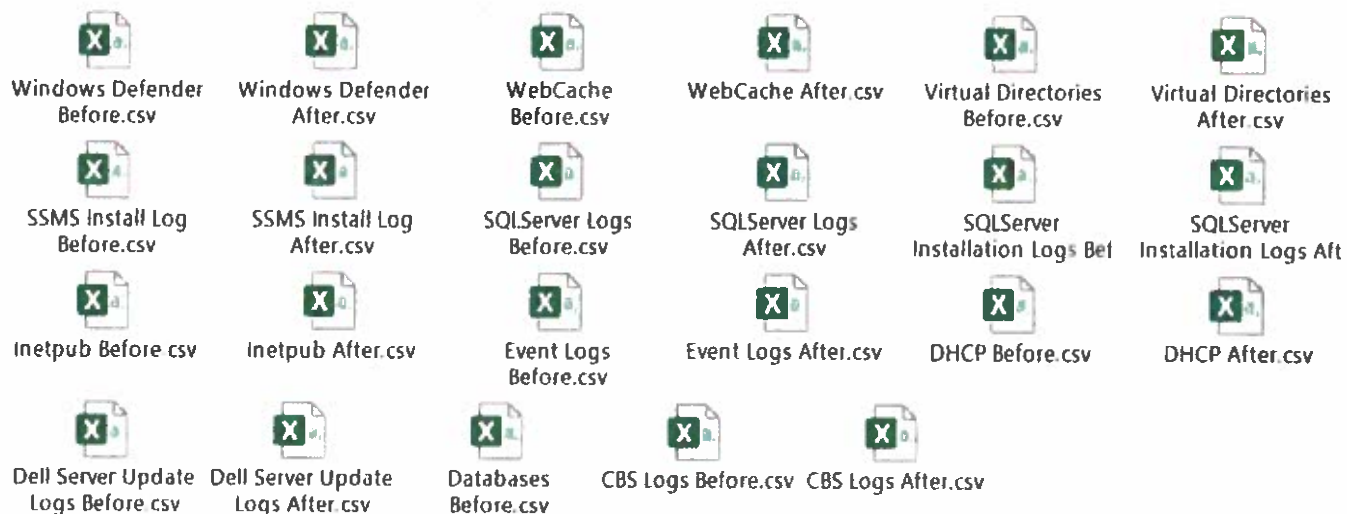 Windows Defender Windows Defender WebCache WebCache After.csv Virtual Directories Virtual Directories
Before.csv After.csv Before.csv Before.csv After.csv
SSMS Install Log SSMS Install Log SQLServer Logs SQLServer Logs SQLServer SQLServer
Before.csv After.csv Before.csv After.csv Installation Logs Bef Installation Logs Aft
Inetpub Before.csv Inetpub After.csv Event Logs Event Logs After.csv DHCP Before.csv DHCP After.csv
Before.csv
Dell Server Update Dell Server Update Databases CBS Logs Before.csv CBS Logs After.csv
Logs Before.csv Logs After.csv Before.csv